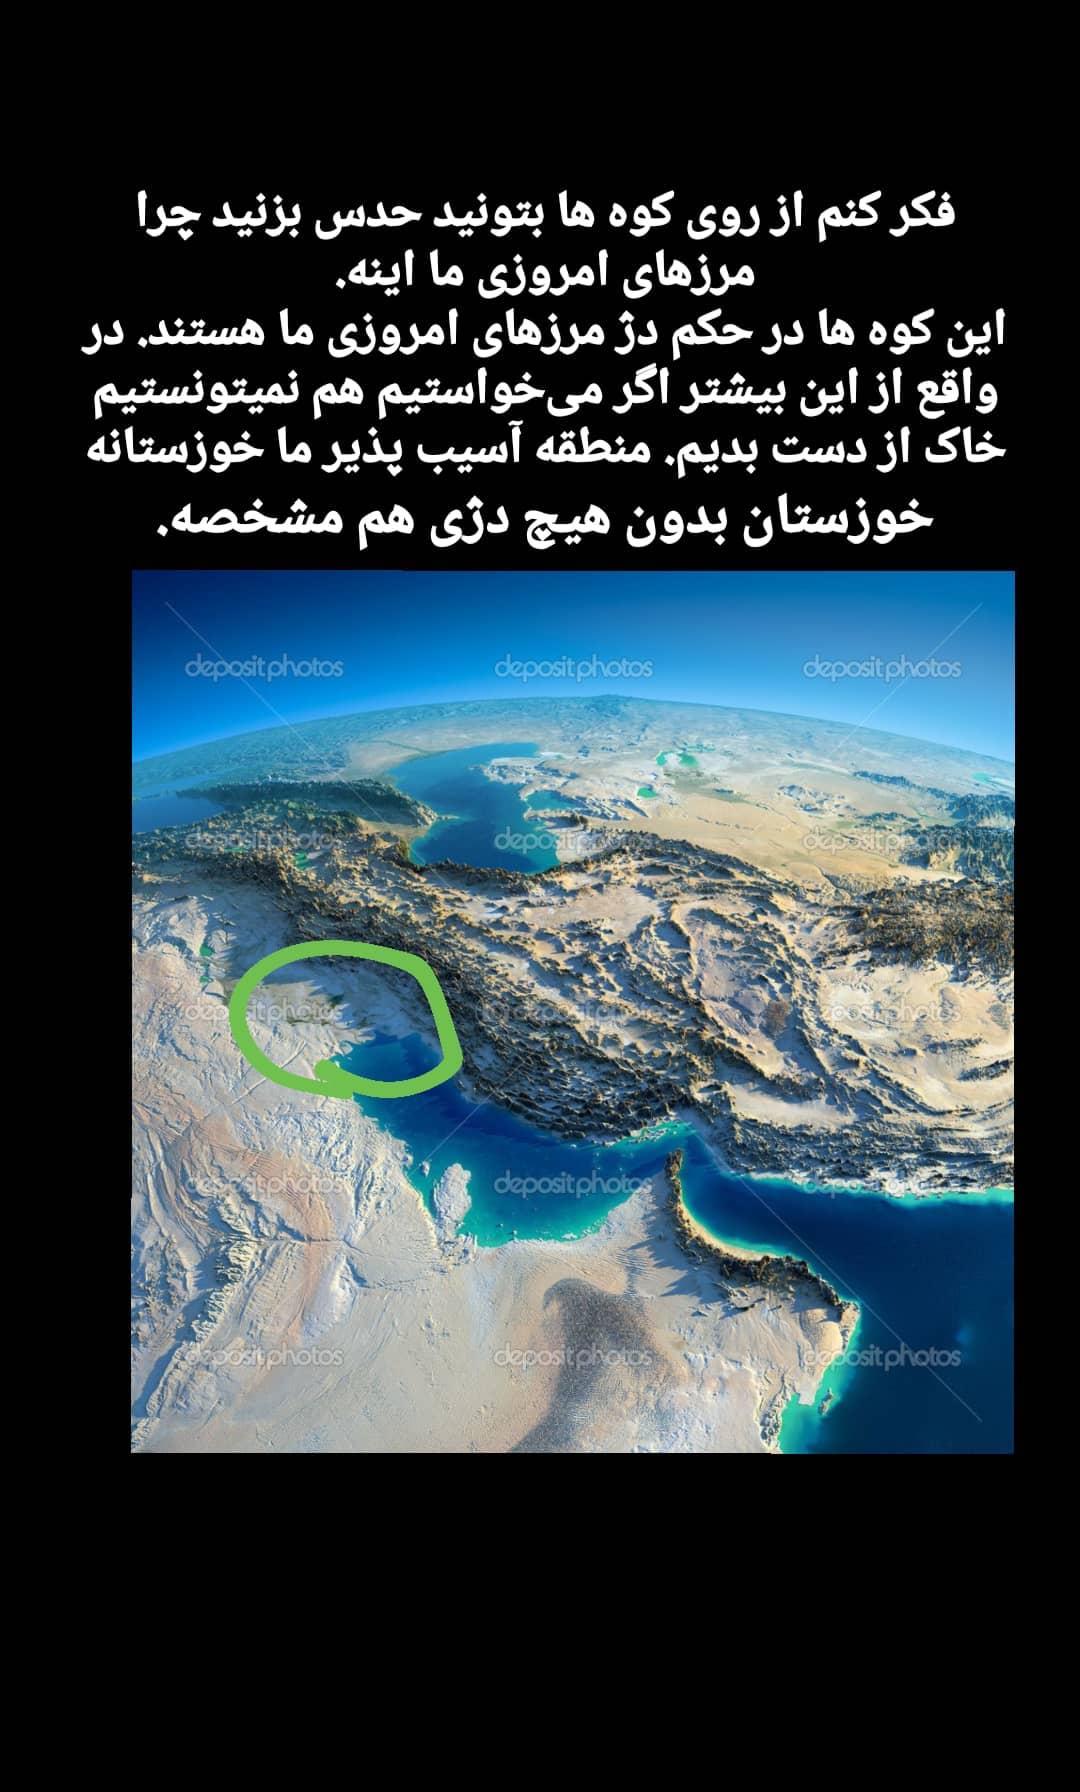 فکر کنم از روی کوه ها بتونید حدس بزنید چرا
مرزهای امروزی ما اینه.
این کوه ها در حکم دژ مرزهای امروزی ما هستند. در
واقع از این بیشتر اگر می‌خواستیم هم نمیتونستیم
خاک از دست بدیم. منطقه آسیب پذیر ما خوزستانه
خوزستان بدون هیچ دژی هم مشخصه.
depositphotos depositphotos depositphotos
depositphotos depositphotos depositphotos
depositphotos depositphotos depositphotos
depositphotos depositphotos depositphotos
depositphotos depositphotos depositphotos